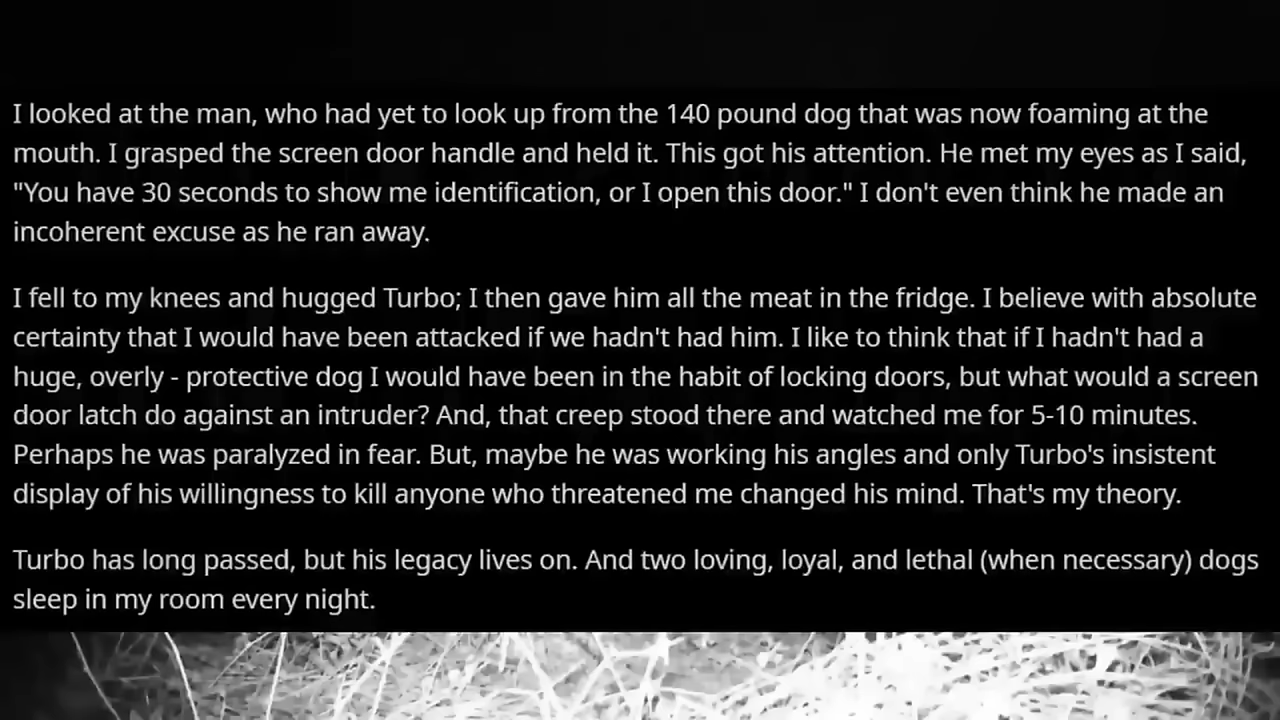 I looked at the man, who had yet to look up from the 140 pound dog that was now foaming at the
mouth. I grasped the screen door handle and held it. This got his attention. He met my eyes as I said,
"You have 30 seconds to show me identification, or I open this door." I don't even think he made an
incoherent excuse as he ran away.
I fell to my knees and hugged Turbo; I then gave him all the meat in the fridge. I believe with absolute
certainty that I would have been attacked if we hadn't had him. I like to think that if I hadn't had a
huge, overly - protective dog I would have been in the habit of locking doors, but what would a screen
door latch do against an intruder? And, that creep stood there and watched me for 5-10 minutes.
Perhaps he was paralyzed in fear. But, maybe he was working his angles and only Turbo's insistent
display of his willingness to kill anyone who threatened me changed his mind. That's my theory.
Turbo has long passed, but his legacy lives on. And two loving, loyal, and lethal (when necessary) dogs
sleep in my room every night.